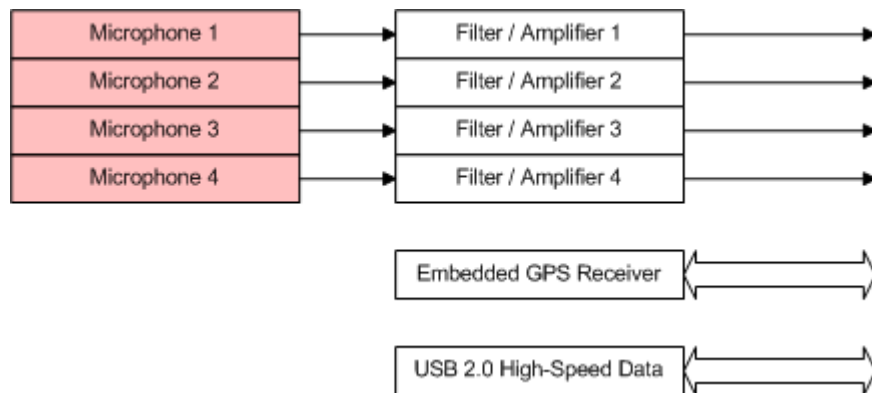 Microphone 1
Filter / Amplifier 1
Microphone 2
Filter / Amplifier 2
Microphone 3
Filter / Amplifier 3
Microphone 4
Filter / Amplifier 4
Embedded GPS Receiver
USB 2.0 High-Speed Data